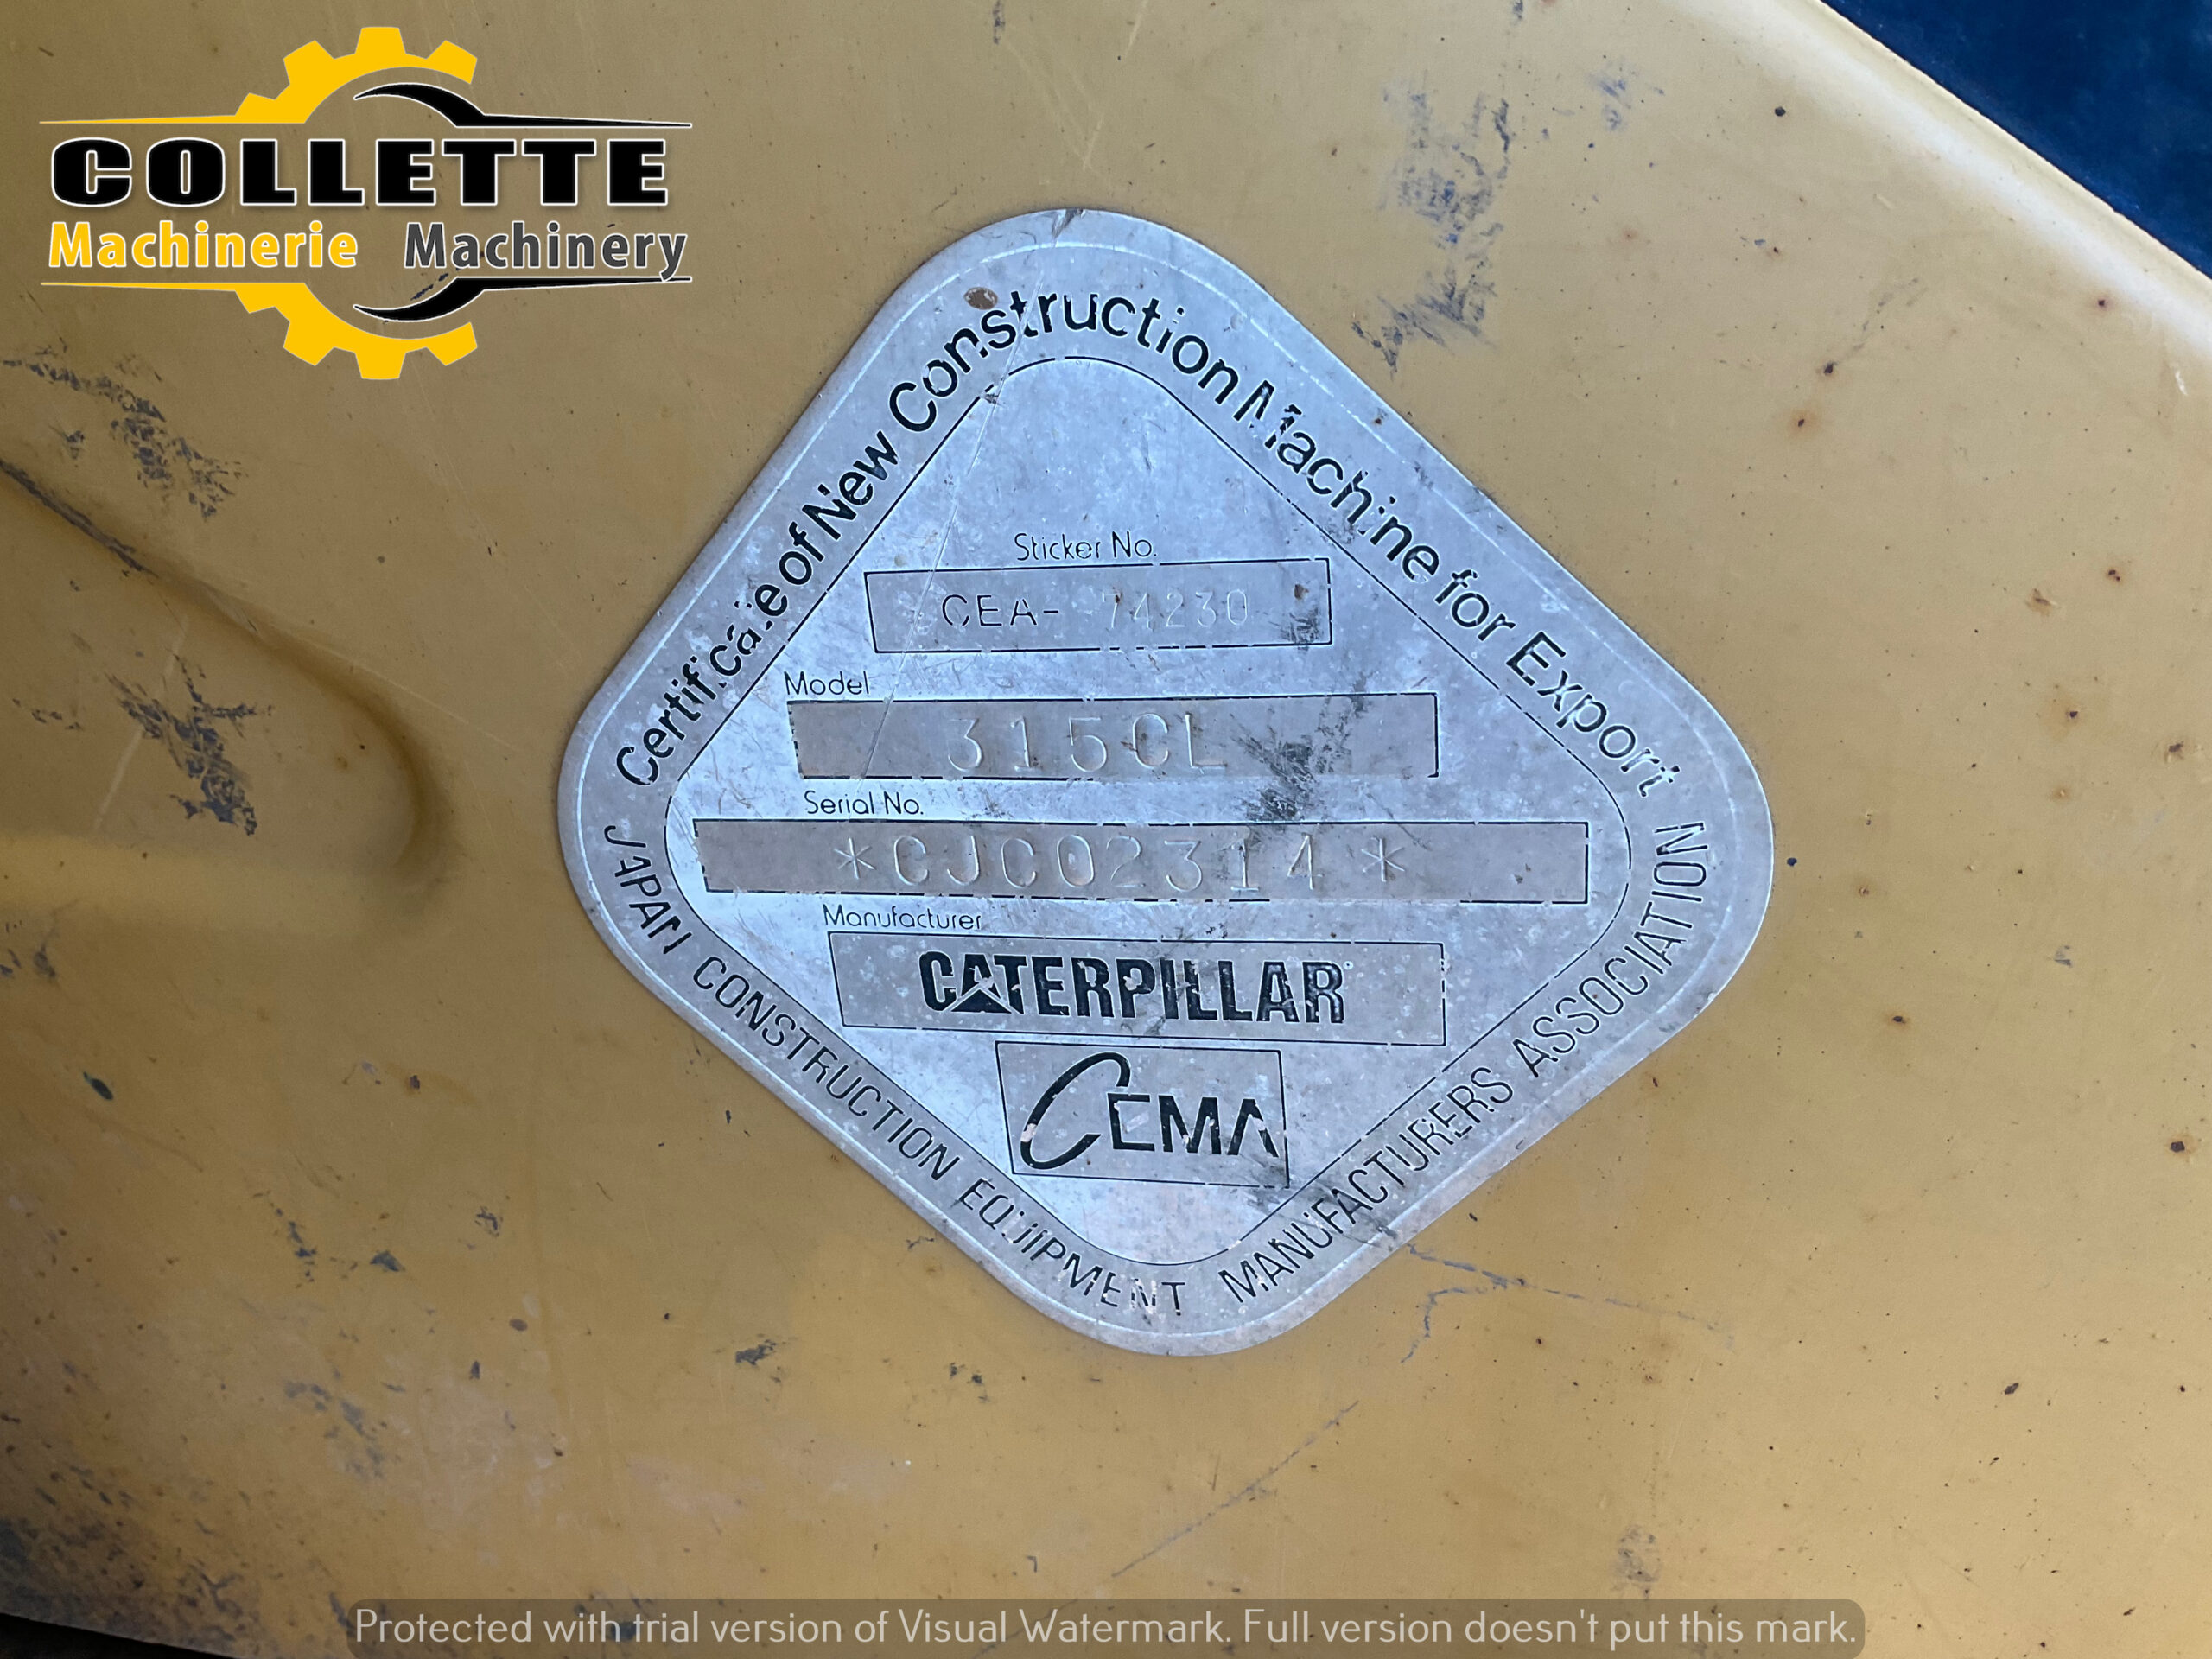 COLLETTE
Machinerie Machinery
Certificate of New Construction Machine for Export
Sticker No.
CEA- 74230
Model
315CL
Serial No.
*CJC02314*
Manufacturer
CATERPILLAR
CEMA
JAPAN CONSTRUCTION EQUIPMENT MANUFACTURERS ASSOCIATION
Protected with trial version of Visual Watermark. Full version doesn't put this mark.